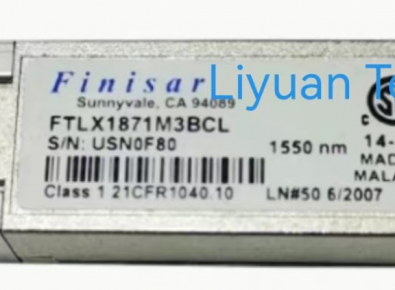 Finisar
Liyuan Te
Sunnyvale, CA 94089
FTLX1871M3BCL
S/N: USN0F80
1550 nm
C
14-
MAD
MALA
Class 1 21CFR1040.10
LN#50 6/2007